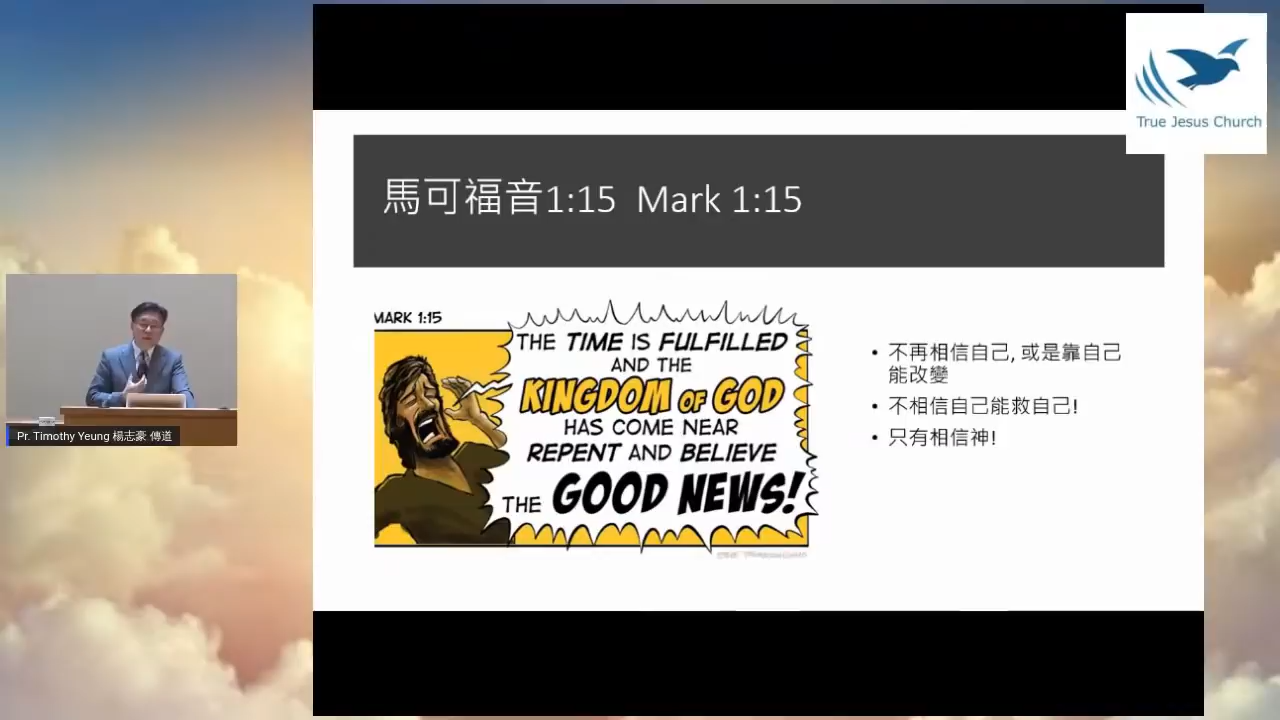 True Jesus Church
馬可福音1:15 Mark 1:15
MARK 1:15
THE TIME IS FULFILLED
AND THE
KINGDOM OF GOD
HAS COME NEAR
REPENT AND BELIEVE
THE GOOD NEWS!
• 不再相信自己, 或是靠自己
能改變
• 不相信自己能救自己!
• 只有相信神!
Pr. Timothy Yeung 楊志豪 傳道